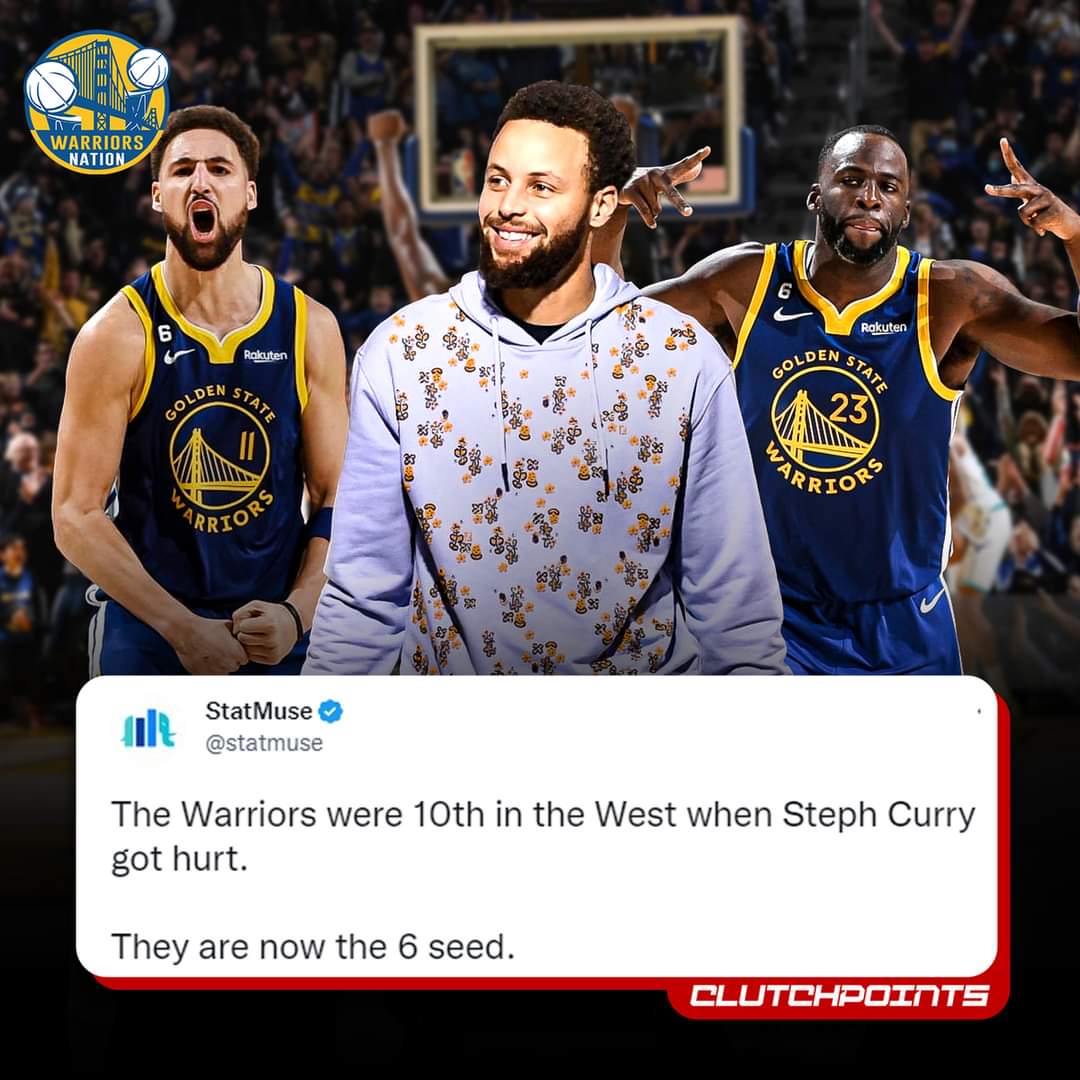 WARRIORS
NATION
6
Rakuten
GOLDEN STATE
11
WARRIORS
6
Rakuten
GOLDEN STATE
23
WARRIORS
StatMuse
@statmuse
The Warriors were 10th in the West when Steph Curry
got hurt.
They are now the 6 seed.
CLUTCHPOINTS